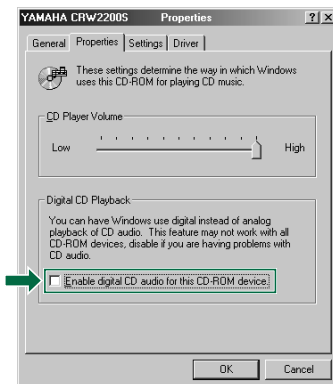 YAMAHA CRW2200S Properties ? X
General Properties Settings Driver
These settings determine the way in which Windows
uses this CD-ROM for playing CD music.
CD Player Volume
Low High
Digital CD Playback
You can have Windows use digital instead of analog
playback of CD audio. This feature may not work with all
CD-ROM devices, disable if you are having problems with
CD audio.
Enable digital CD audio for this CD-ROM device.
OK Cancel